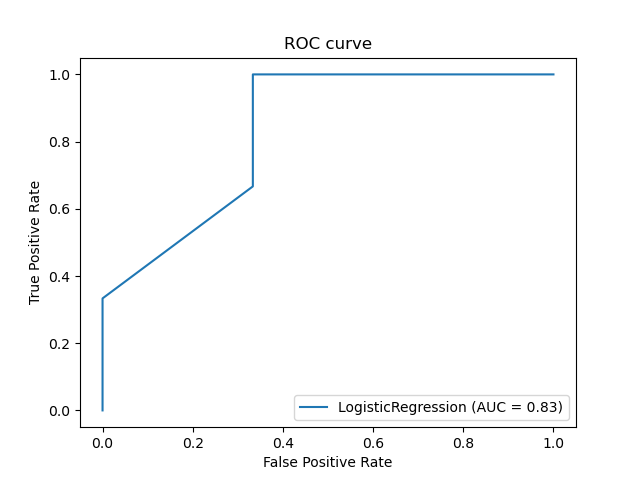 ROC curve
True Positive Rate
1.0
0.8
0.6
0.4
0.2
0.0
LogisticRegression (AUC = 0.83)
0.0 0.2 0.4 0.6 0.8 1.0
False Positive Rate